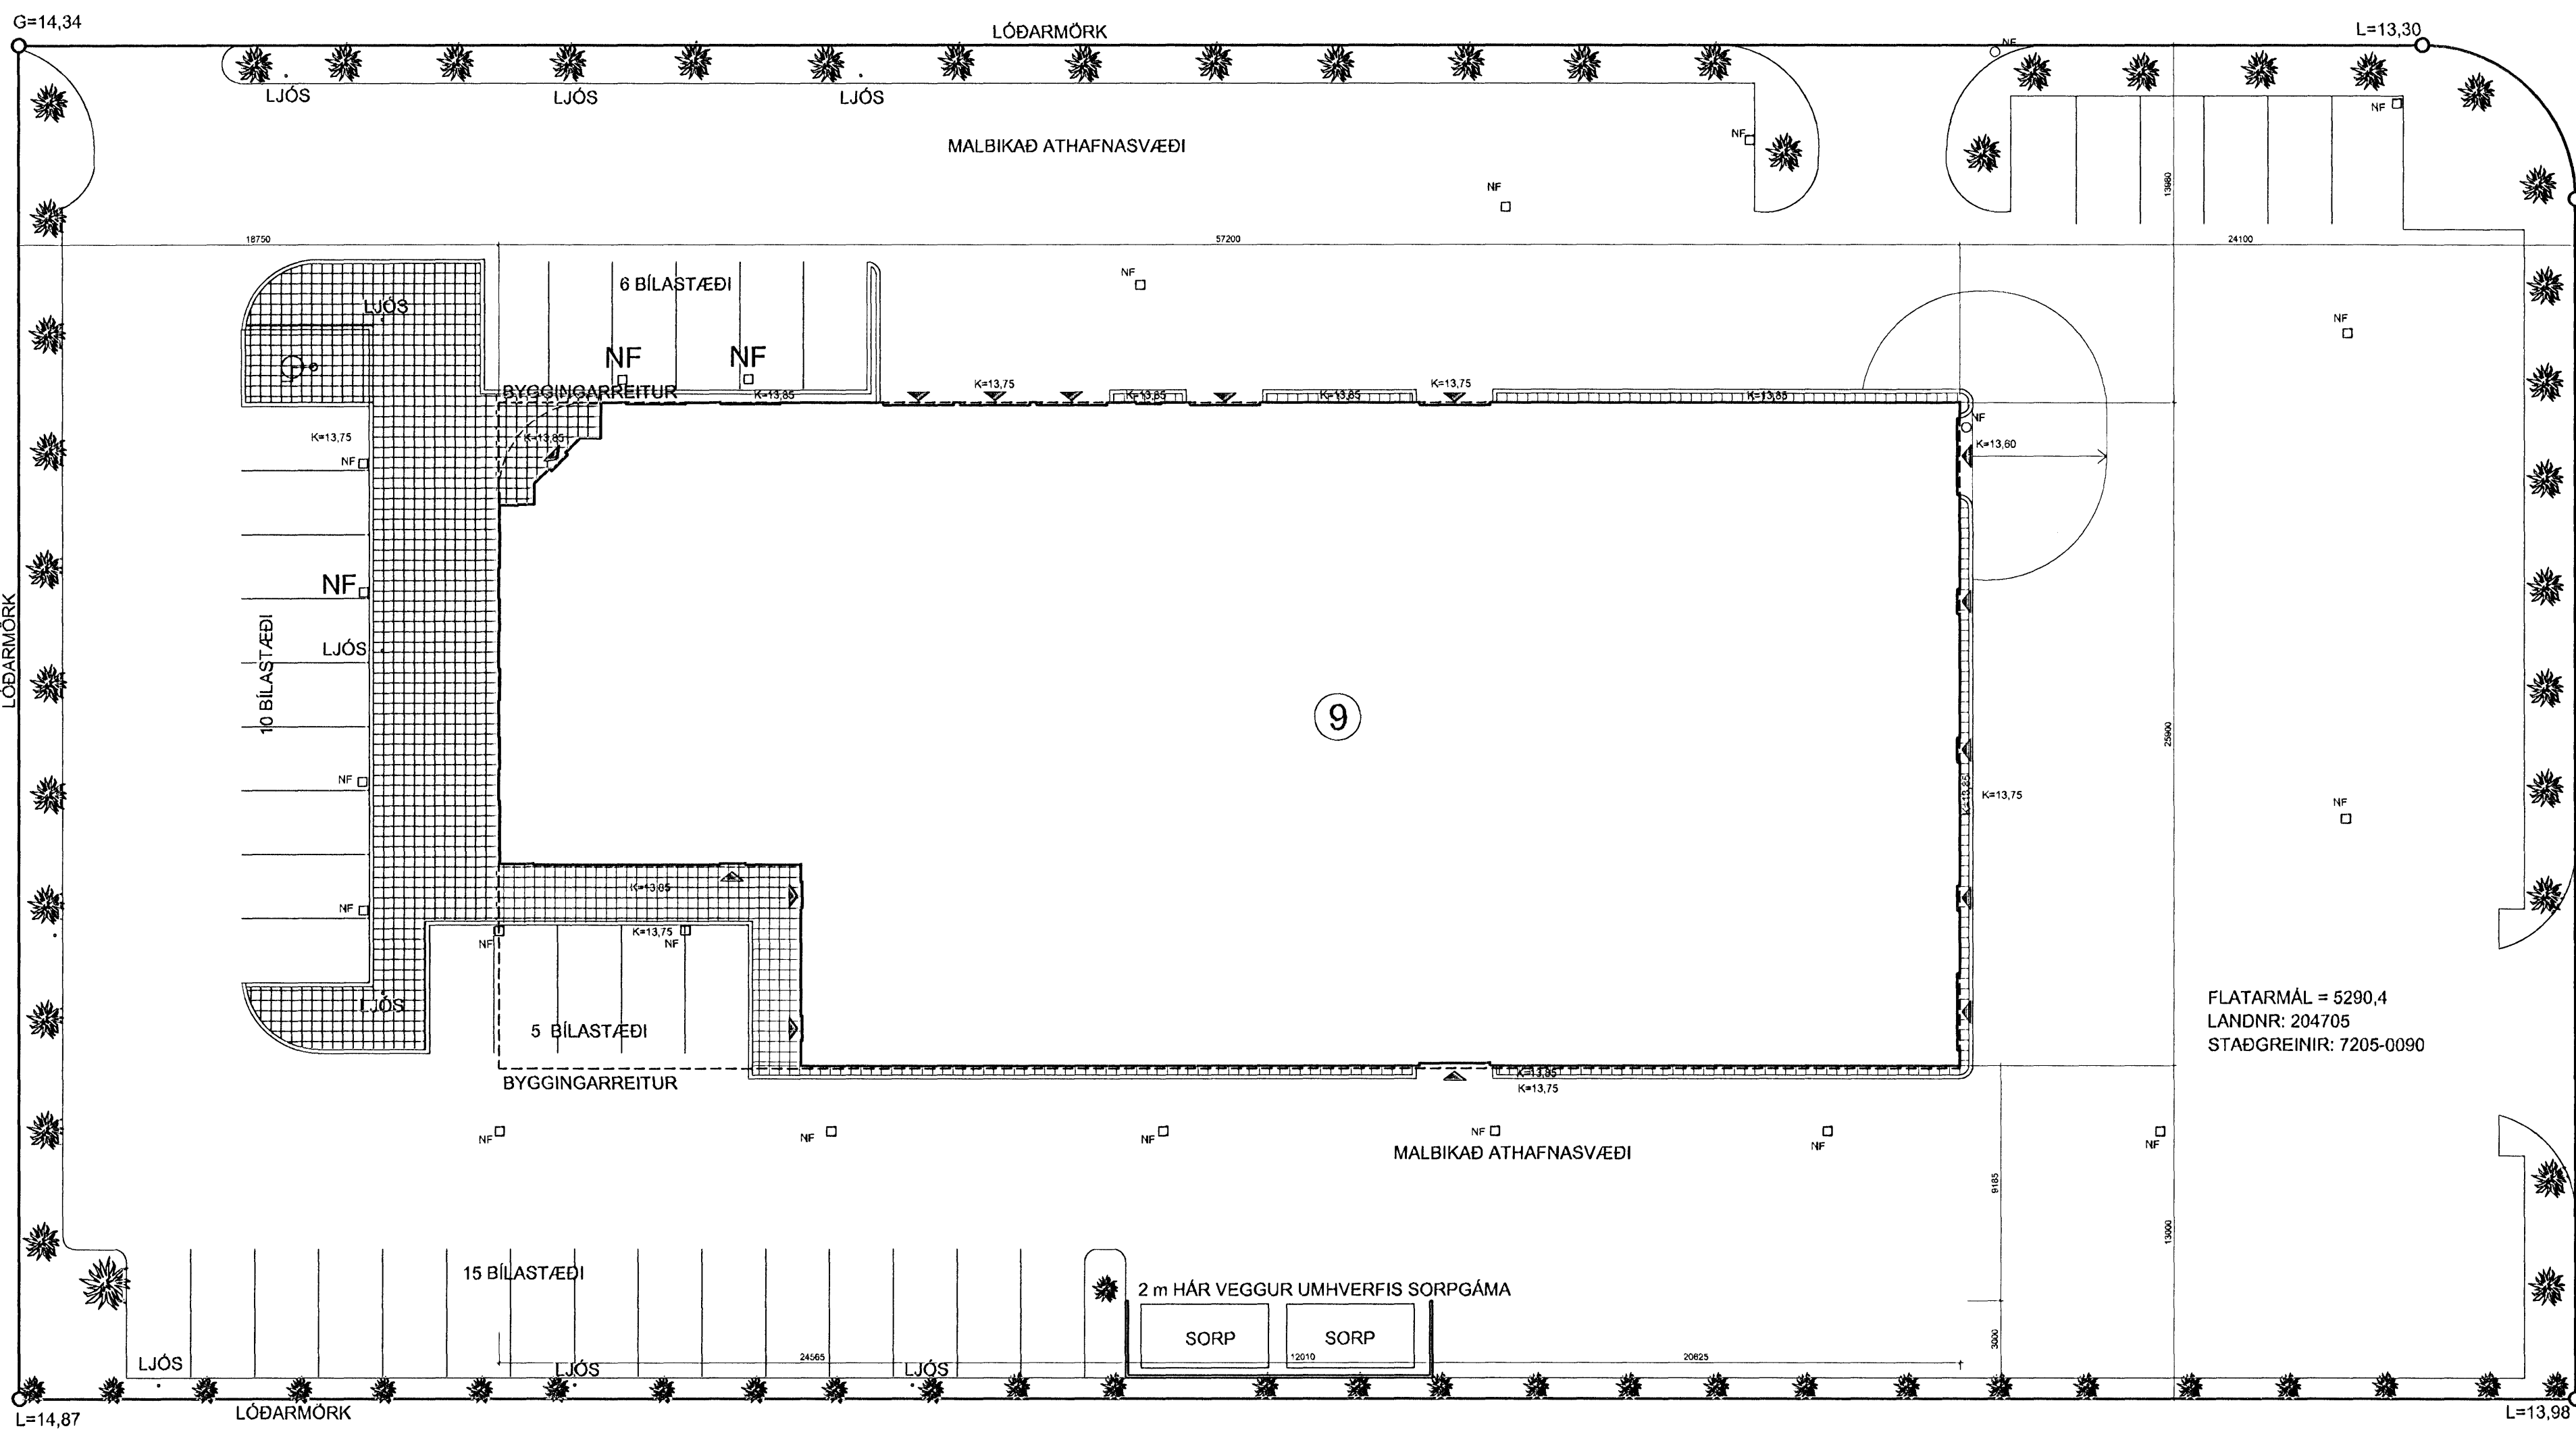 G=14,34
LÓÐARMÖRK
L=13,30
NF
LJÓS
LJÓS
LJÓS
NF
NF
MALBIKAÐ ATHAFNASVÆÐI
NF
13980
18750
57200
24100
NF
6 BÍLASTÆÐI
LJÓS
NF
NF
NF
BYGGINGARREITUR
K=13,85
K=13,75
K=13,85
K=13,85
K=13,75
K=13,85
NF
K=13,75
K=13,85
K=13,60
NF
NF
LJÓS
10 BÍLASTÆÐI
LÓÐARMÖRK
9
25900
NF
K=13,85
K=13,75
NF
K=13,85
NF
K=13,75
NF
NF
LJÓS
5 BÍLASTÆÐI
FLATARMÁL = 5290,4
LANDNR: 204705
STAÐGREINIR: 7205-0090
BYGGINGARREITUR
K=13,85
K=13,75
NF
NF
NF
NF
NF
NF
MALBIKAÐ ATHAFNASVÆÐI
9185
13000
15 BÍLASTÆÐI
2 m HÁR VEGGUR UMHVERFIS SORPGÁMA
SORP
SORP
3000
LJÓS
24565
LJÓS
LJÓS
12010
20625
L=14,87
LÓÐARMÖRK
L=13,98